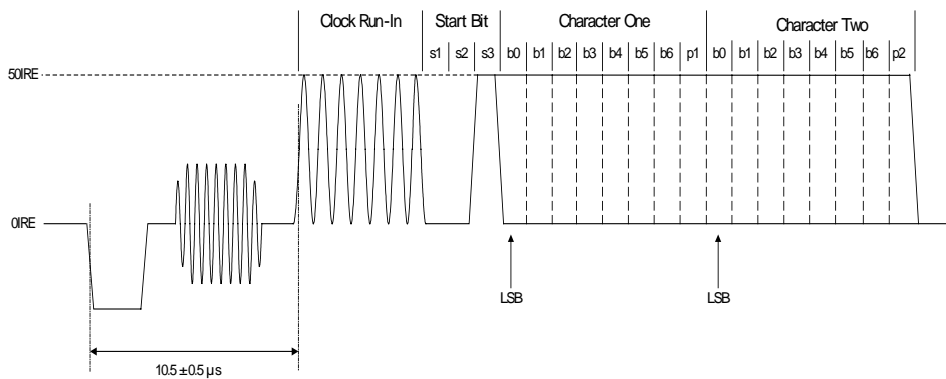 Clock Run-In Start Bit Character One Character Two
s1 s2 s3 b0 b1 b2 b3 b4 b5 b6 p1 b0 b1 b2 b3 b4 b5 b6 p2
50IRE
0IRE
LSB LSB
10.5 ±0.5 µs